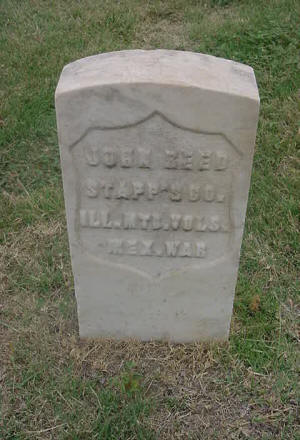 JOHN REED
STAPP'S CO.
ILL. MTD. VOLS.
MEX. WAR